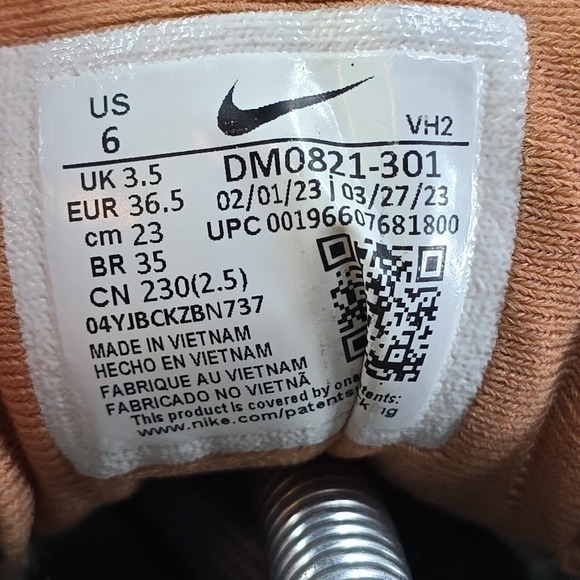 US
6
VH2
UK 3.5
EUR 36.5
cm 23
BR 35
CN 230(2.5)
04YJBCKZBN737
DM0821-301
02/01/23 | 03/27/23
UPC 00196607681800
MADE IN VIETNAM
HECHO EN VIETNAM
FABRIQUE AU VIETNAM
FABRICADO NO VIETNÃ
This product is covered by one
www.nike.com/patents